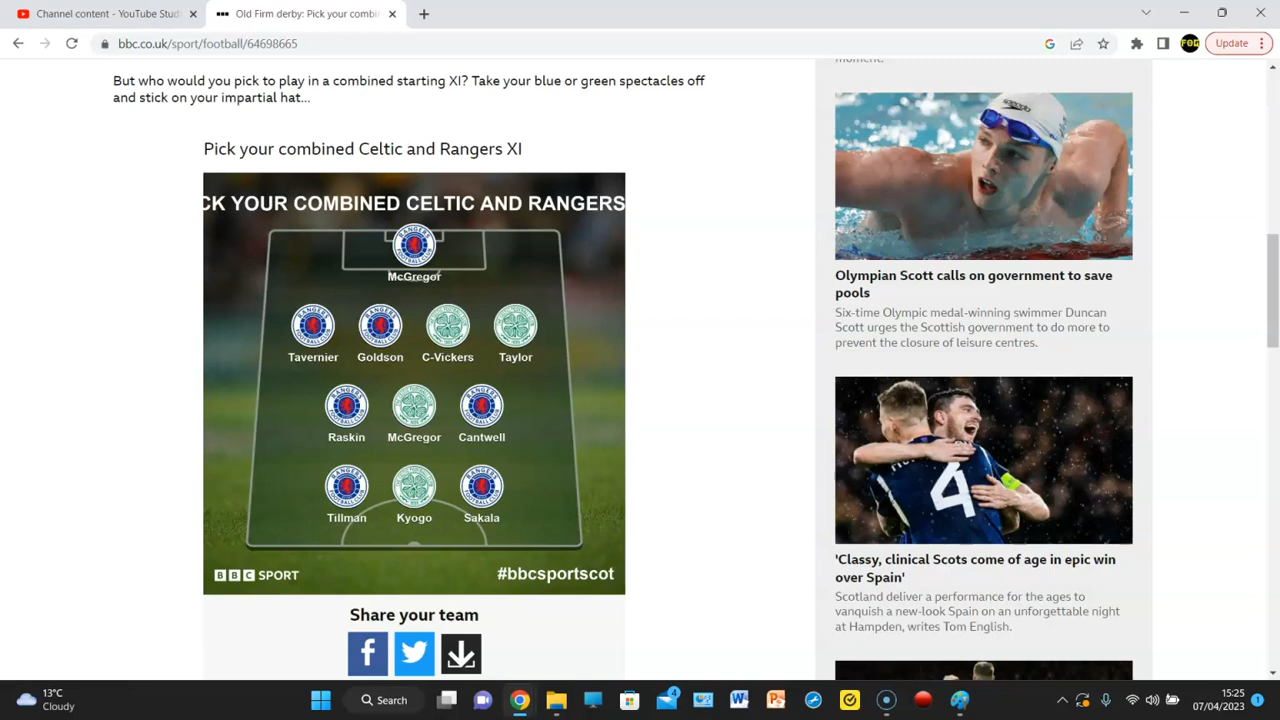 Channel content - YouTube Stud
Old Firm derby: Pick your combi
bbc.co.uk/sport/football/64698665
Update
But who would you pick to play in a combined starting XI? Take your blue or green spectacles off
and stick on your impartial hat...
Pick your combined Celtic and Rangers XI
CK YOUR COMBINED CELTIC AND RANGERS
McGregor
Tavernier Goldson C-Vickers Taylor
Raskin McGregor Cantwell
Tillman Kyogo Sakala
BBC SPORT #bbcsportscot
Share your team
moment.
Olympian Scott calls on government to save
pools
Six-time Olympic medal-winning swimmer Duncan
Scott urges the Scottish government to do more to
prevent the closure of leisure centres.
4
'Classy, clinical Scots come of age in epic win
over Spain'
Scotland deliver a performance for the ages to
vanquish a new-look Spain on an unforgettable night
at Hampden, writes Tom English.
13°C
Cloudy
Search
4
15:25
07/04/2023
1